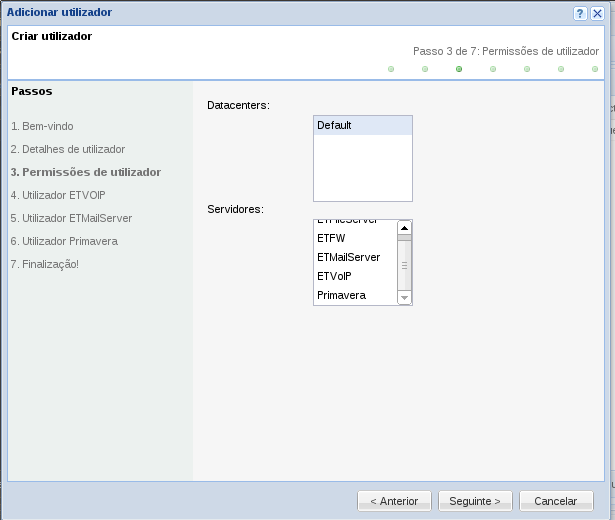 Adicionar utilizador
Criar utilizador
Passo 3 de 7: Permissões de utilizador
Passos
1. Bem-vindo
2. Detalhes de utilizador
3. Permissões de utilizador
4. Utilizador ETVOIP
5. Utilizador ETMailServer
6. Utilizador Primavera
7. Finalização!
Datacenters:
Default
Servidores:
ETFileServer
ETFW
ETMailServer
ETVoIP
Primavera
< Anterior
Seguinte >
Cancelar